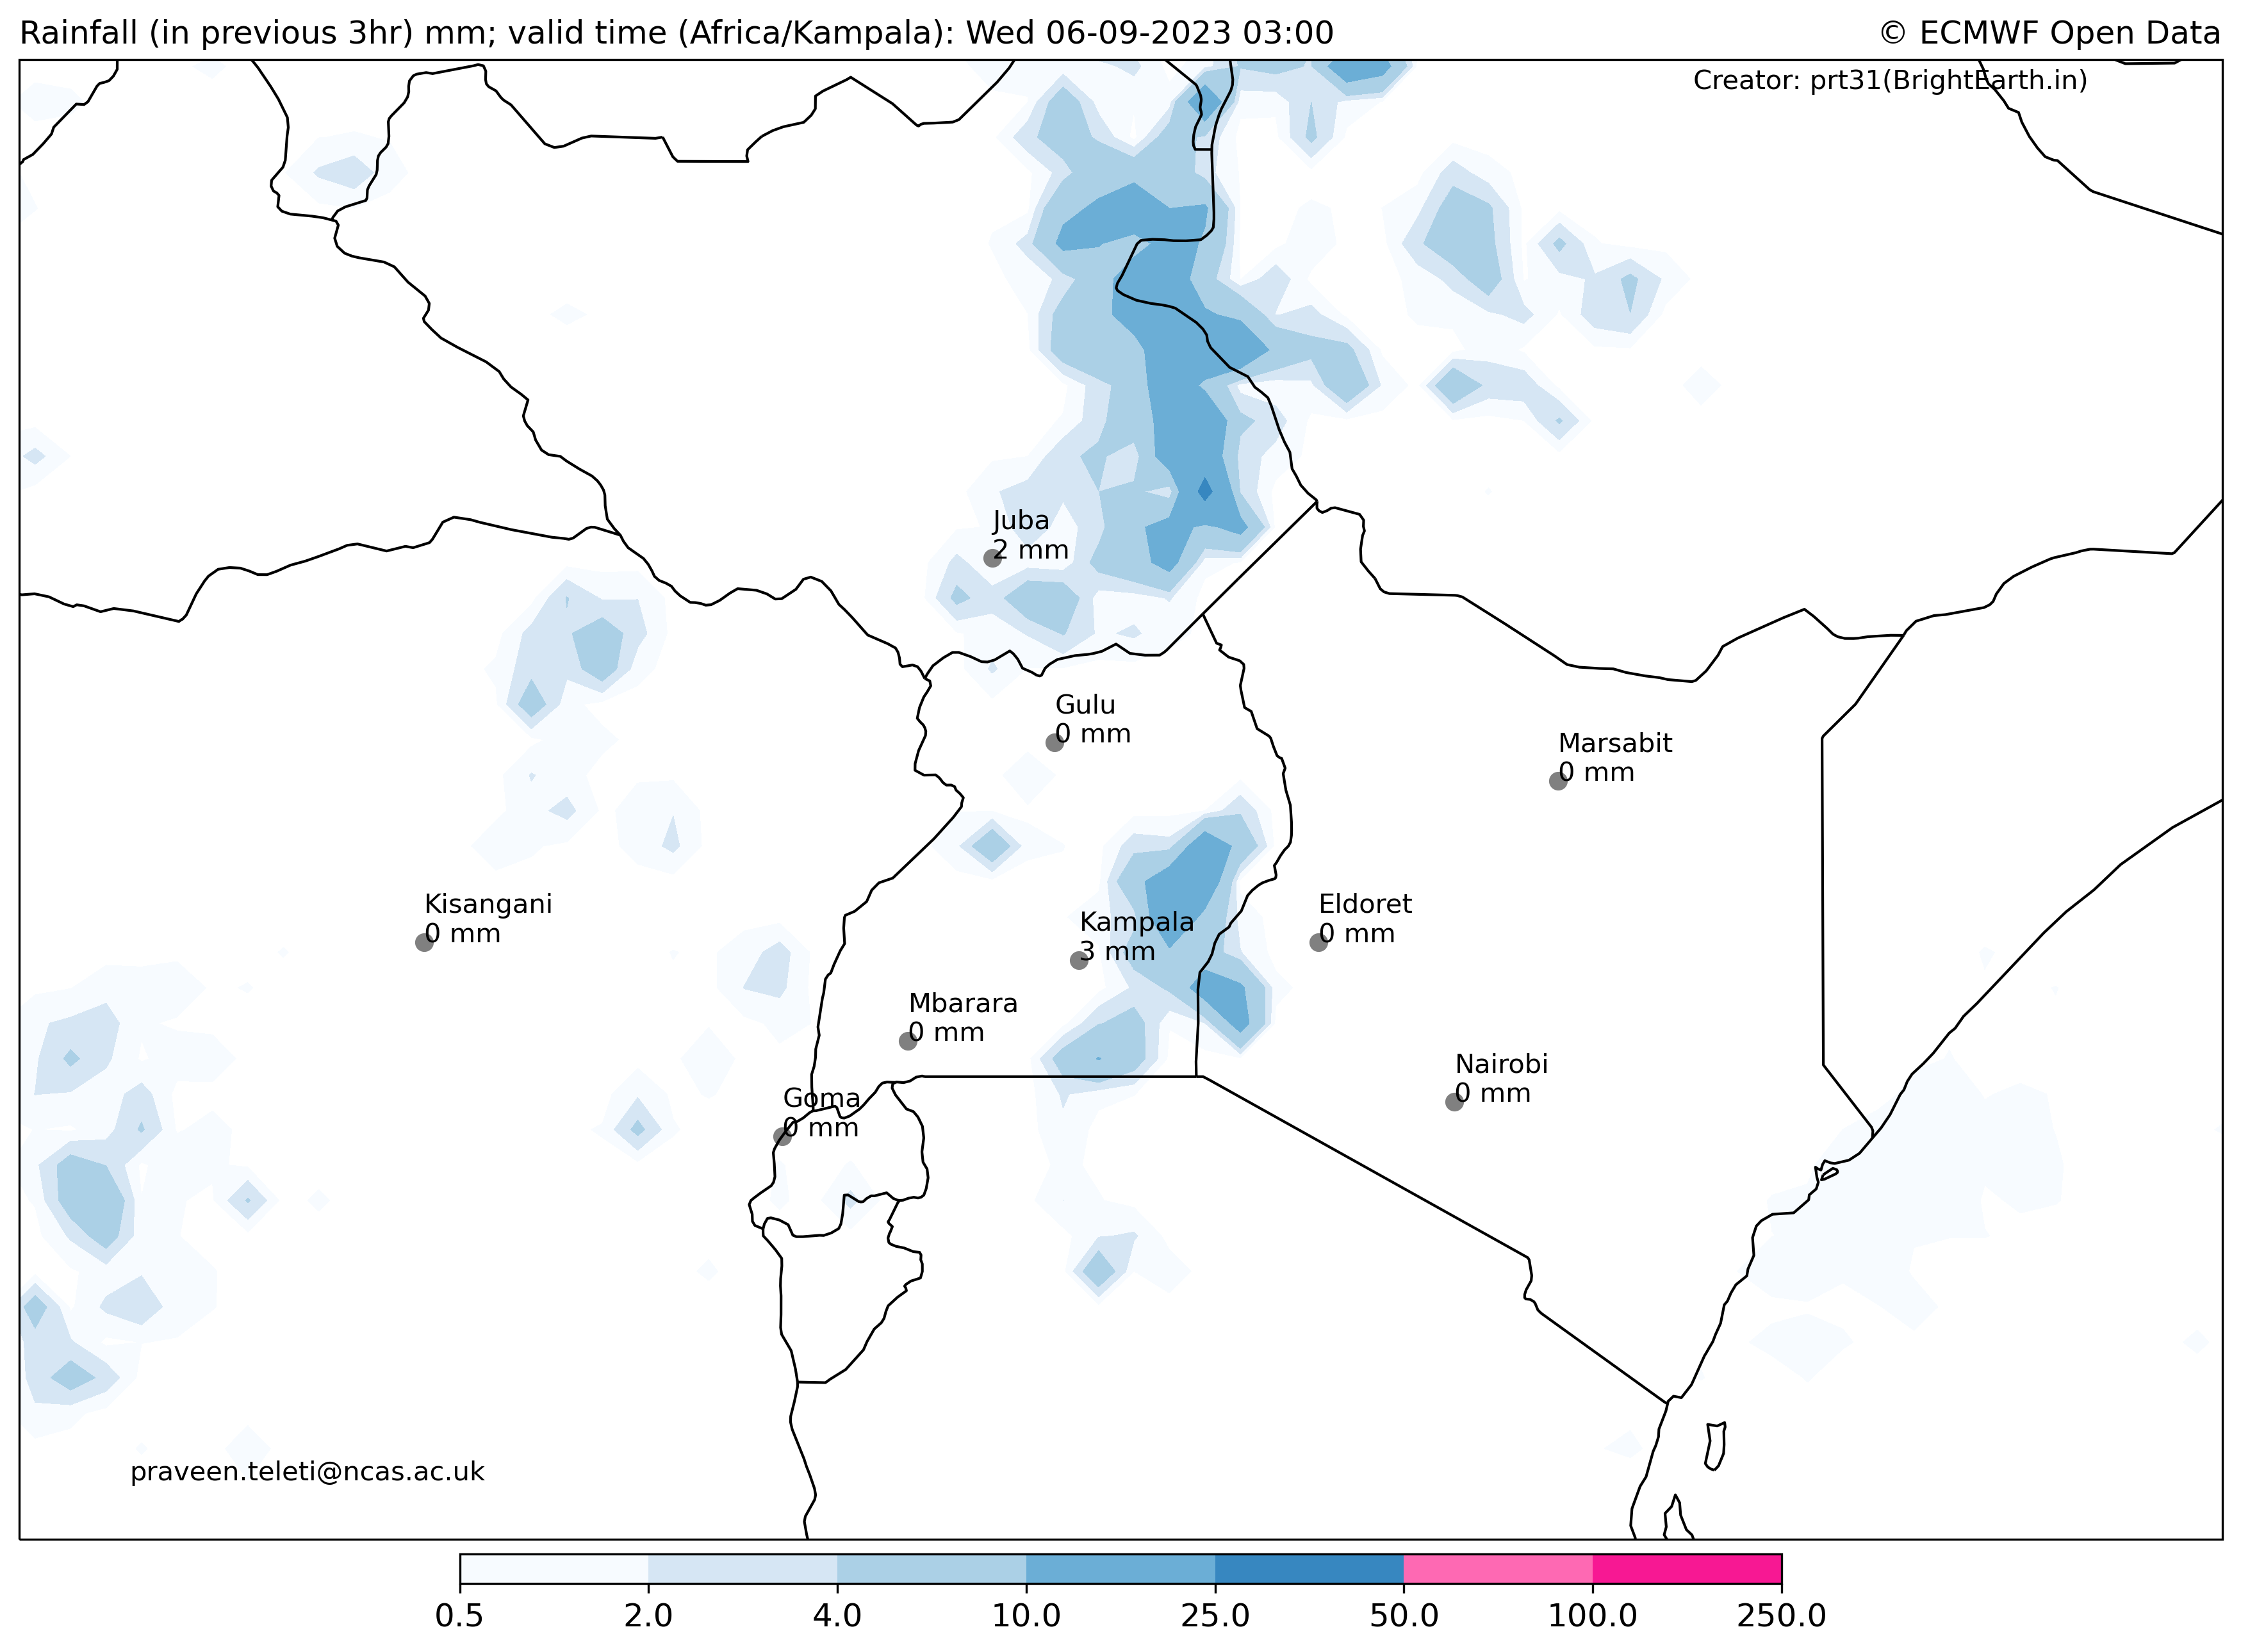 Rainfall (in previous 3hr) mm; valid time (Africa/Kampala): Wed 06-09-2023 03:00
© ECMWF Open Data
Creator: prt31(BrightEarth.in)
Juba
2 mm
Gulu
0 mm
Marsabit
0 mm
Kisangani
0 mm
Kampala
3 mm
Eldoret
0 mm
Mbarara
0 mm
Nairobi
0 mm
Goma
0 mm
praveen.teleti@ncas.ac.uk
0.5 2.0 4.0 10.0 25.0 50.0 100.0 250.0